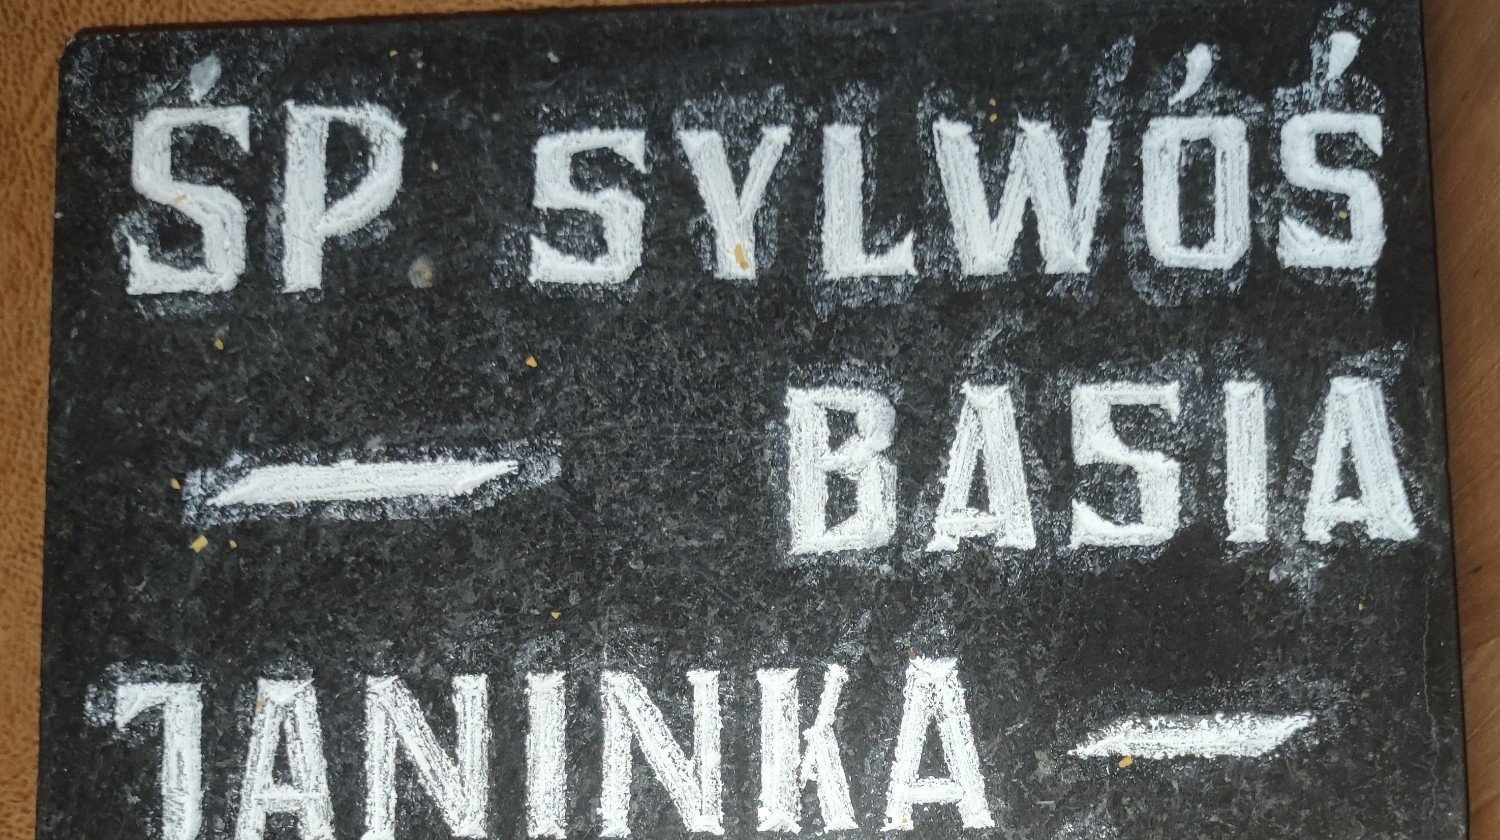 ŚP SYLWÓŚ
— BASIA
JANINKA —